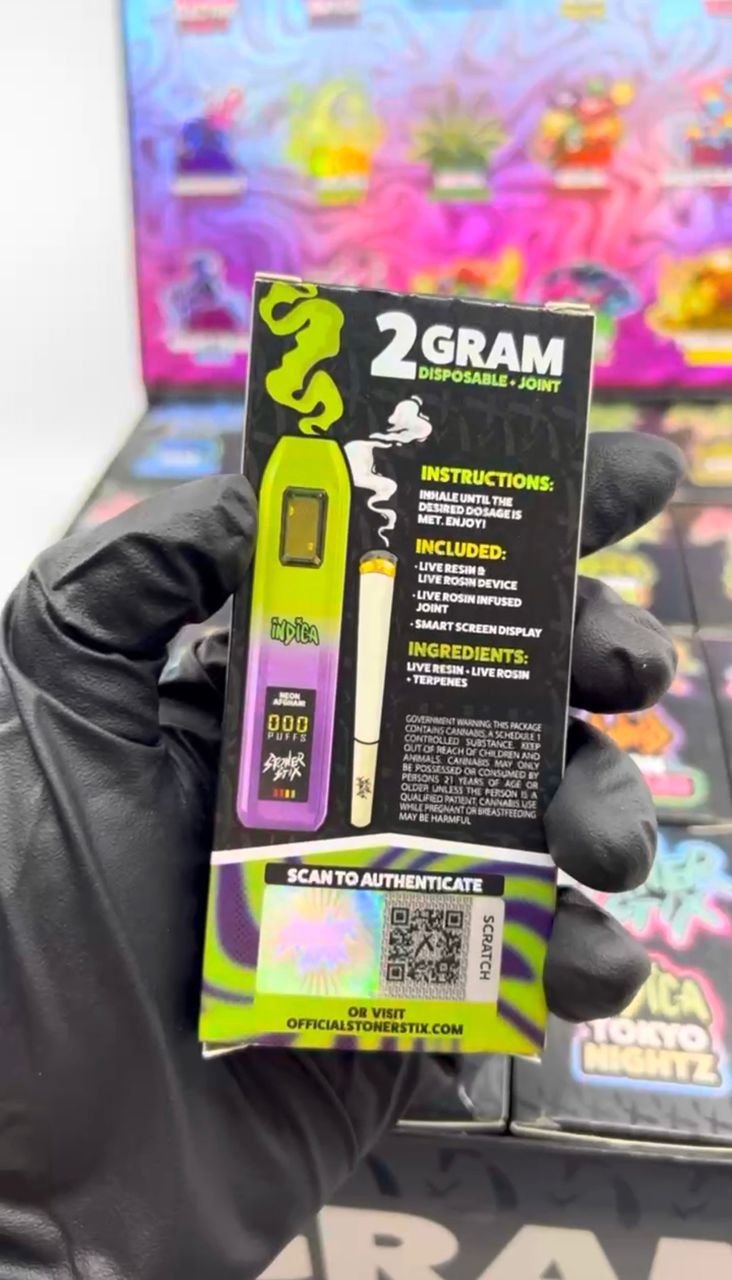 2 GRAM
DISPOSABLE + JOINT
INSTRUCTIONS:
INHALE UNTIL THE
DESIRED DOSAGE IS
MET. ENJOY!
INCLUDED:
• LIVE RESIN &
LIVE ROSIN DEVICE
• LIVE ROSIN INFUSED
JOINT
• SMART SCREEN DISPLAY
INGREDIENTS:
LIVE RESIN + LIVE ROSIN
+ TERPENES
INDICA
NEON
AFGHANI
000
PUFFS
STONER
STIX
GOVERNMENT WARNING: THIS PACKAGE
CONTAINS CANNABIS, A SCHEDULE 1
CONTROLLED SUBSTANCE. KEEP
OUT OF REACH OF CHILDREN AND
ANIMALS. CANNABIS MAY ONLY
BE POSSESSED OR CONSUMED BY
PERSONS 21 YEARS OF AGE OR
OLDER UNLESS THE PERSON IS A
QUALIFIED PATIENT. CANNABIS USE
WHILE PREGNANT OR BREASTFEEDING
MAY BE HARMFUL
SCAN TO AUTHENTICATE
SCRATCH
OR VISIT
OFFICIALSTONERSTIX.COM
TOKYO
NIGHTZ